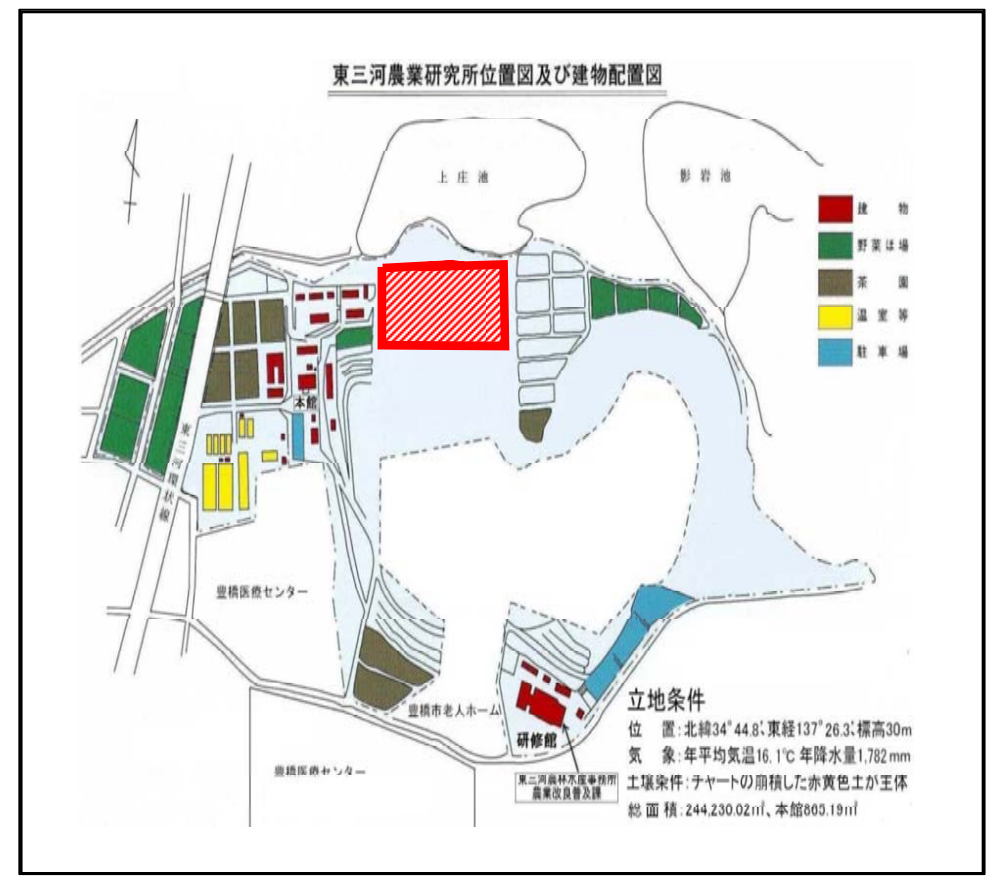 東三河農業研究所位置図及び建物配置図
上庄池
影岩池
建物
野菜ほ場
茶園
温室等
駐車場
本館
豊橋医療センター
豊橋市老人ホーム
研修館
豊橋医療センター
東三河農林水産事務所
農業改良普及課
立地条件
位　置:北緯34°44.8′,東経137°26.3′,標高30m
気　象:年平均気温16.1℃ 年降水量1,782mm
土壌条件:チャートの崩積した赤黄色土が主体
総面積:244,230.02㎡、本館865.19㎡